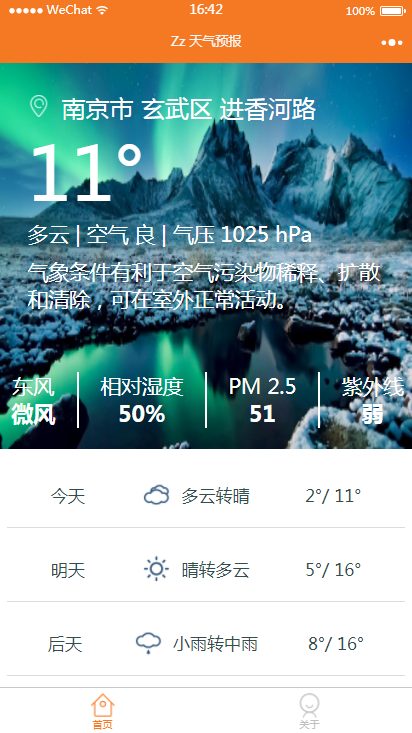 ●●●●● WeChat 16:42 100%
Zz 天气预报 •••
南京市 玄武区 进香河路
11°
多云 | 空气 良 | 气压 1025 hPa
气象条件有利于空气污染物稀释、扩散
和清除，可在室外正常活动。
东风 相对湿度 PM 2.5 紫外线
微风 50% 51 弱
今天 多云转晴 2°/ 11°
明天 晴转多云 5°/ 16°
后天 小雨转中雨 8°/ 16°
首页 关于